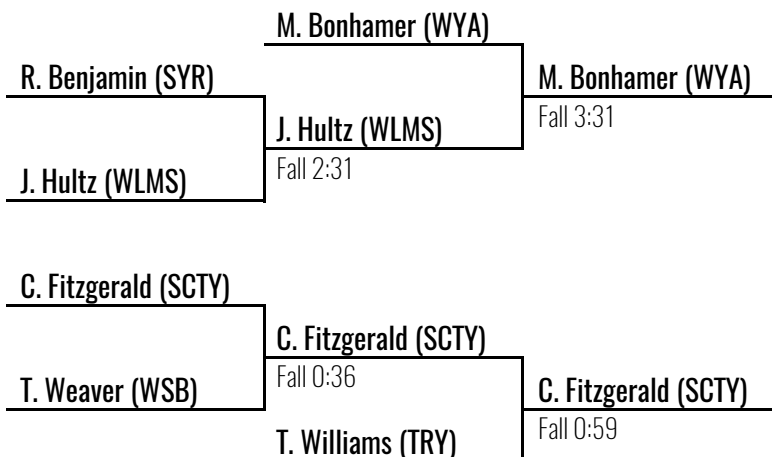 M. Bonhamer (WYA)
R. Benjamin (SYR)
M. Bonhamer (WYA)
Fall 3:31
J. Hultz (WLMS)
Fall 2:31
J. Hultz (WLMS)
C. Fitzgerald (SCTY)
C. Fitzgerald (SCTY)
Fall 0:36
T. Weaver (WSB)
C. Fitzgerald (SCTY)
Fall 0:59
T. Williams (TRY)